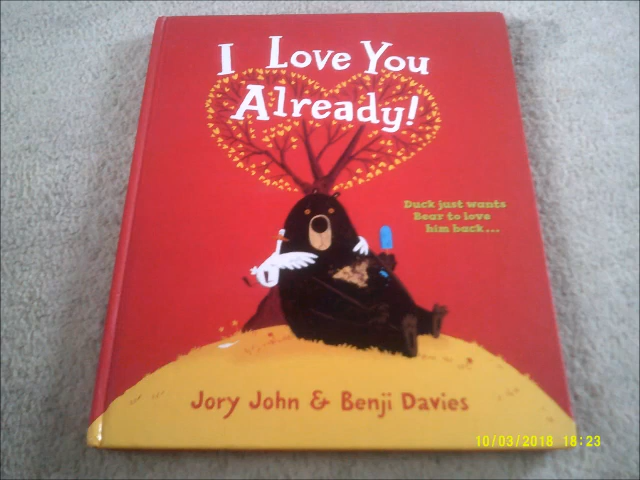 I Love You
Already!
Duck just wants
Bear to love
him back...
Jory John & Benji Davies
10/03/2018 18:23